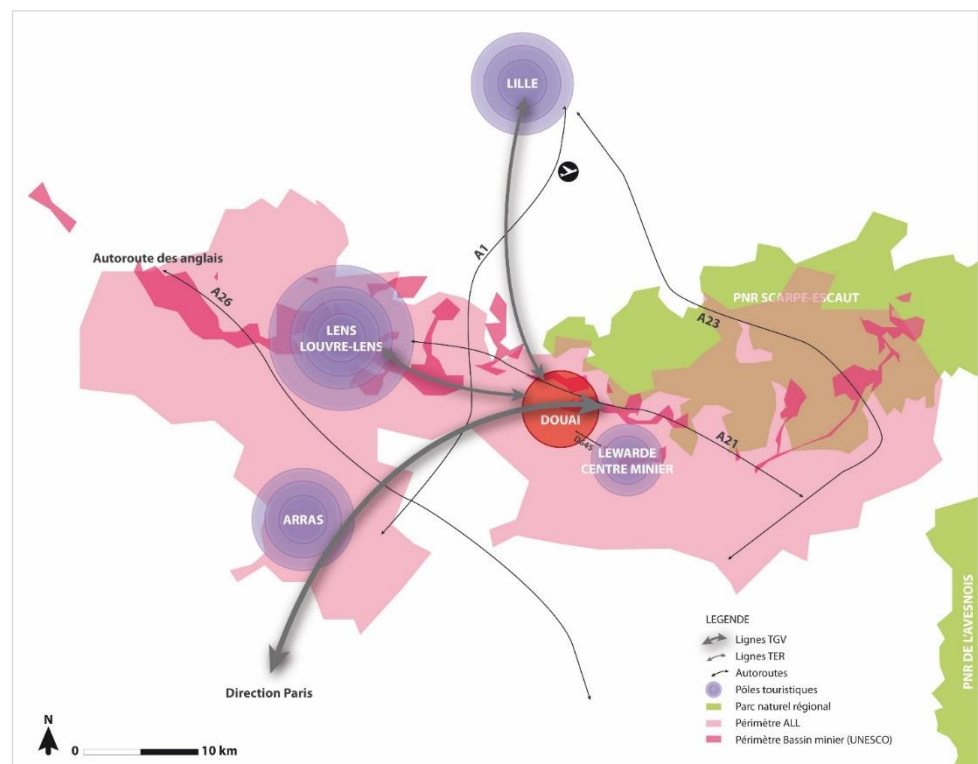 LILLE
A1
Autoroute des anglais
A26
PNR SCARPE-ESCAUT
A23
LENS
LOUVRE-LENS
DOUAI
D645
A21
LEWARDE
CENTRE MINIER
ARRAS
PNR DE L'AVESNOIS
Direction Paris
LEGENDE
Lignes TGV
Lignes TER
Autoroutes
Pôles touristiques
Parc naturel régional
Périmètre ALL
Périmètre Bassin minier (UNESCO)
N
0 10 km